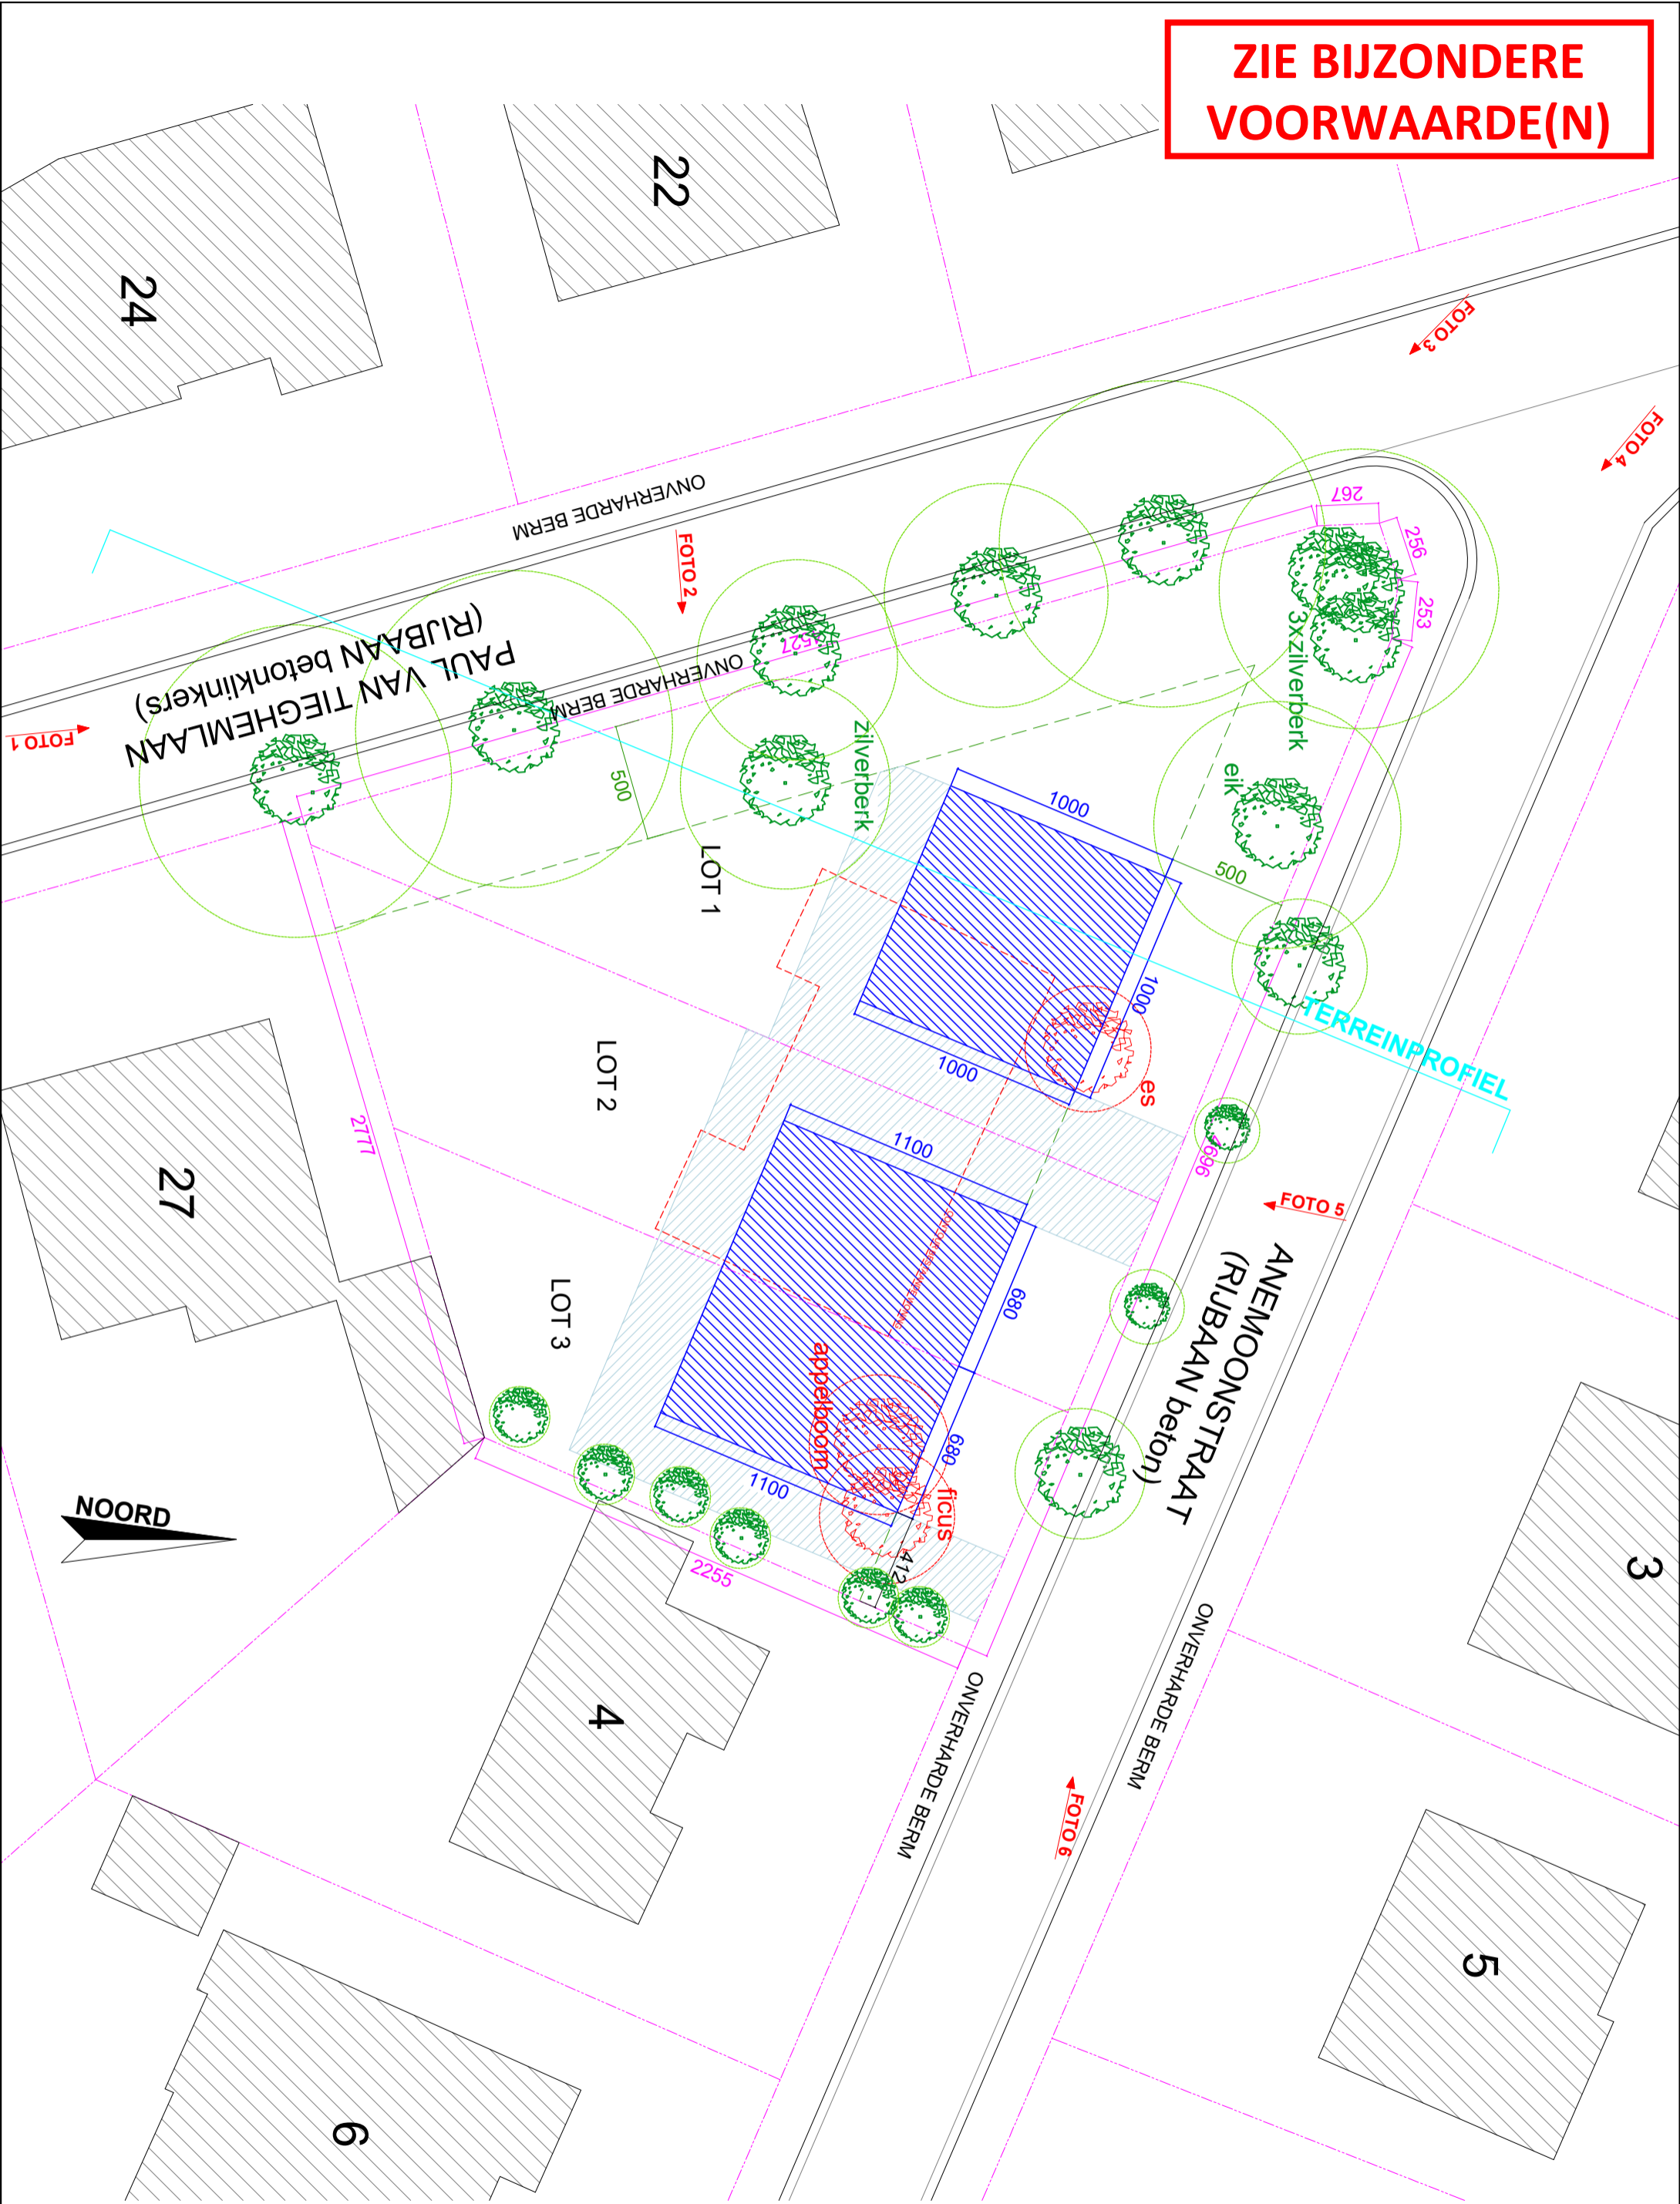 ZIE BIJZONDERE
VOORWAARDE(N)
22
24
FOTO 3
FOTO 4
ONVERHARDE BERM
267
256
253
FOTO 2
3xzilverberk
PAUL VAN TIEGHEMLAAN
(RIJBAAN betonklinkers)
ONVERHARDE BERM
FOTO 1
500
zilverberk
eik
1000
500
LOT 1
1000
TERREINPROFIEL
LOT 2
1000
es
2777
1100
4696
FOTO 5
27
ANEMOONSTRAAT
(RIJBAAN beton)
LOT 3
680
appelboom
680
1100
ficus
NOORD
2255
412
3
ONVERHARDE BERM
4
ONVERHARDE BERM
FOTO 6
5
6